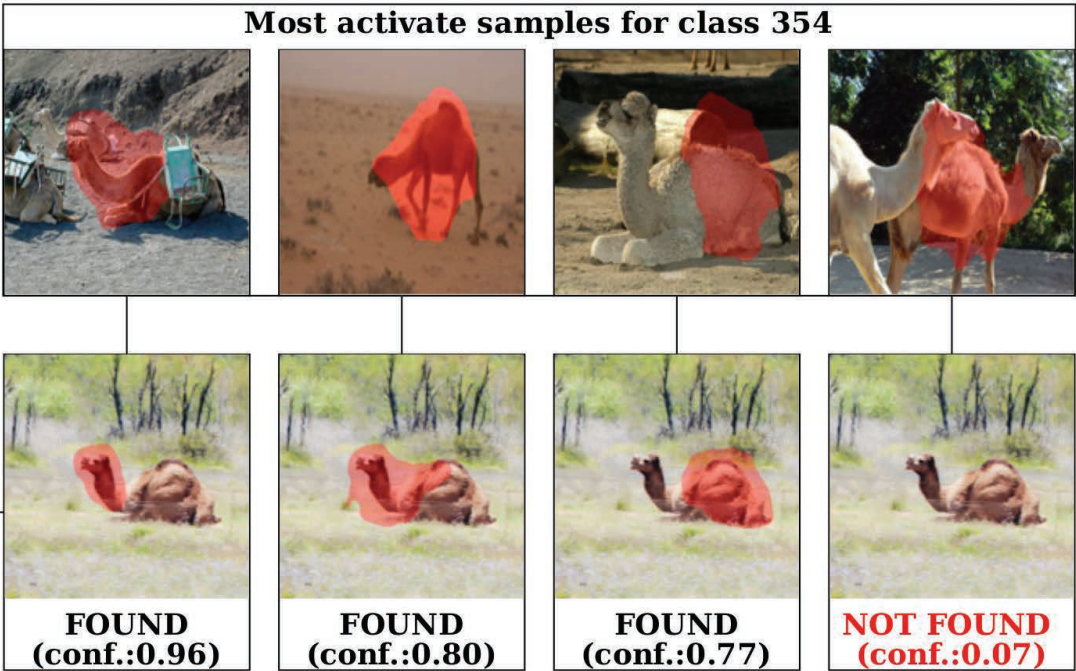 Most activate samples for class 354
FOUND
(conf.:0.96)
FOUND
(conf.:0.80)
FOUND
(conf.:0.77)
NOT FOUND
(conf.:0.07)